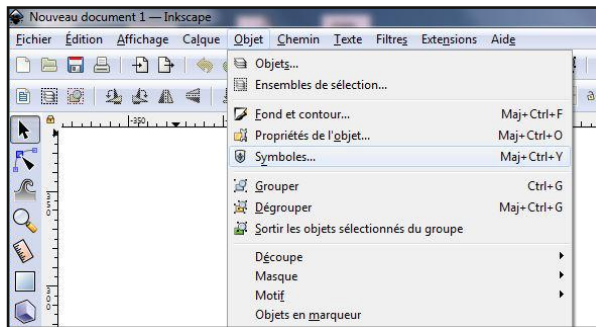 Nouveau document 1 — Inkscape
Fichier Édition Affichage Calque Objet Chemin Texte Filtres Extensions Aide
Objets...
Ensembles de sélection...
Fond et contour... Maj+Ctrl+F
Propriétés de l'objet... Maj+Ctrl+O
Symboles... Maj+Ctrl+Y
Grouper Ctrl+G
Dégrouper Maj+Ctrl+G
Sortir les objets sélectionnés du groupe
Découpe
Masque
Motif
Objets en marqueur